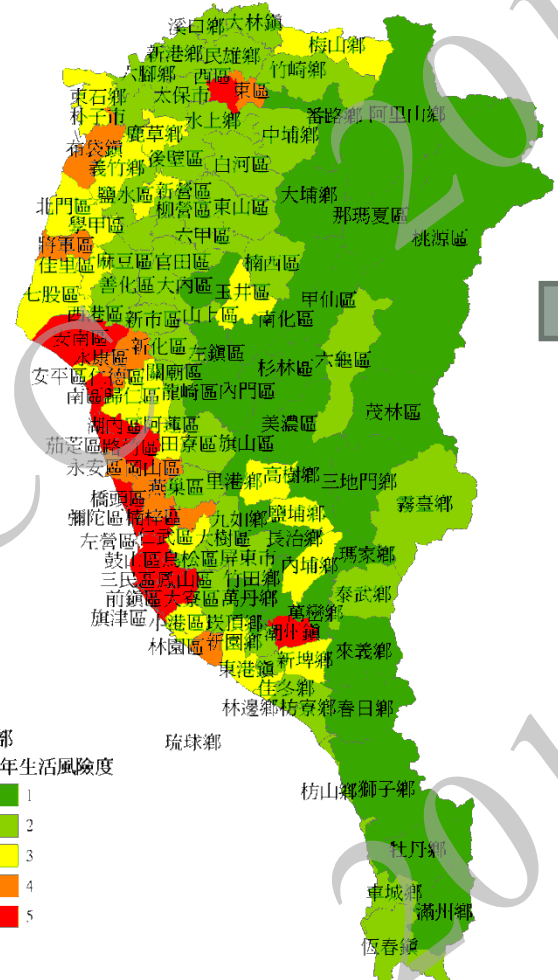 溪口鄉 大林鎮
梅山鄉
新港鄉 民雄鄉
六腳鄉 西區 竹崎鄉
東石鄉 太保市 東區
朴子市 水上鄉 番路鄉 阿里山鄉
鹿草鄉 中埔鄉
布袋鎮
義竹鄉 後壁區 白河區
鹽水區 新營區 大埔鄉
北門區 柳營區 東山區 那瑪夏區
學甲區 六甲區 桃源區
將軍區
佳里區 麻豆區 官田區 楠西區
七股區 善化區 大內區 玉井區 甲仙區
西港區 新市區 山上區 南化區
安南區
永康區 新化區 左鎮區 杉林區 六龜區
安平區 仁德區 關廟區
南區 歸仁區 龍崎區 內門區 茂林區
湖內區 阿蓮區 美濃區
茄萣區 路竹區 田寮區 旗山區
永安區 岡山區 燕巢區 里港鄉 高樹鄉 三地門鄉
橋頭區 霧臺鄉
彌陀區 楠梓區 九如鄉 鹽埔鄉
左營區 仁武區 大樹區 長治鄉 瑪家鄉
鼓山區 鳥松區 屏東市 內埔鄉
三民區 鳳山區 竹田鄉 泰武鄉
前鎮區 大寮區 萬丹鄉 萬巒鄉
旗津區 小港區 崁頂鄉 潮州鎮
林園區 新園鄉 新埤鄉 來義鄉
東港鎮
佳冬鄉
林邊鄉 枋寮鄉 春日鄉
琉球鄉
枋山鄉 獅子鄉
牡丹鄉
車城鄉
滿州鄉
恆春鎮
部
年生活風險度
1
2
3
4
5